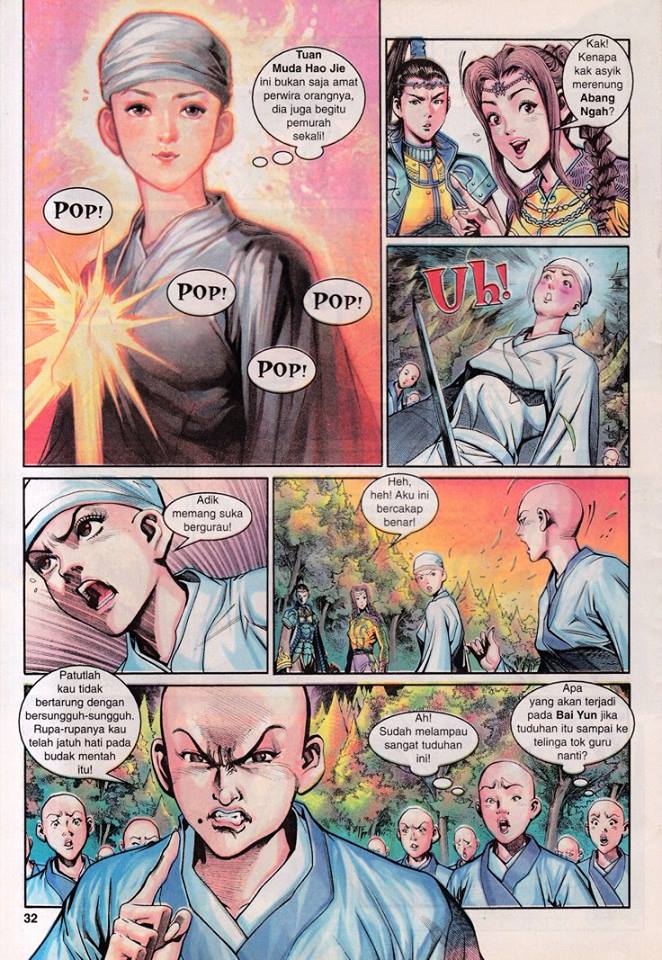 Tuan
Muda Hao Jie
ini bukan saja amat
perwira orangnya,
dia juga begitu
pemurah
sekali!
POP!
POP!
POP!
POP!
Kak!
Kenapa
kak asyik
merenung
Abang
Ngah?
Uh!
Adik
memang suka
bergurau!
Heh,
heh! Aku ini
bercakap
benar!
Patutlah
kau tidak
bertarung dengan
bersungguh-sungguh.
Rupa-rupanya kau
telah jatuh hati pada
budak mentah
itu!
Ah!
Sudah melampau
sangat tuduhan
ini!
Apa
yang akan terjadi
pada Bai Yun jika
tuduhan itu sampai ke
telinga tok guru
nanti?
32